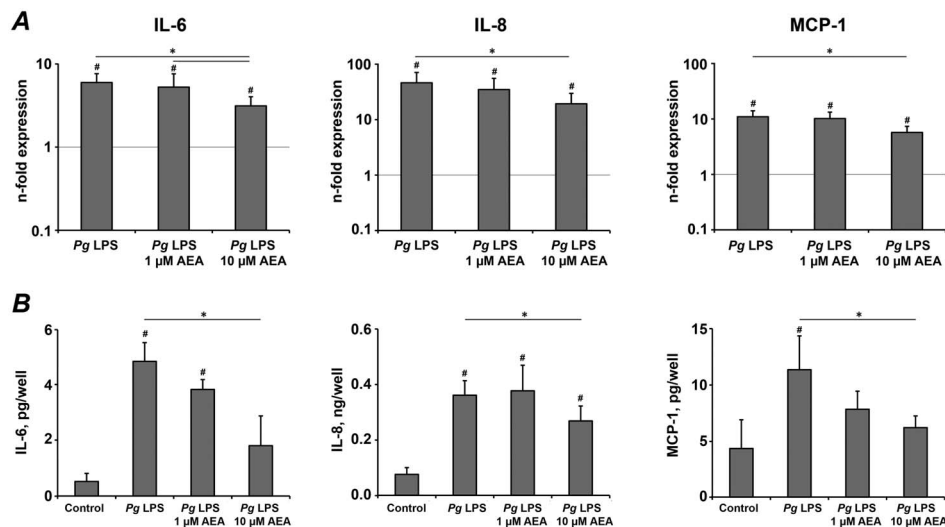 A
IL-6
IL-8
MCP-1
n-fold expression
10
1
0.1
*
#
#
#
Pg LPS
Pg LPS
1 µM AEA
Pg LPS
10 µM AEA
n-fold expression
100
10
1
0.1
*
#
#
#
Pg LPS
Pg LPS
1 µM AEA
Pg LPS
10 µM AEA
n-fold expression
100
10
1
0.1
*
#
#
#
Pg LPS
Pg LPS
1 µM AEA
Pg LPS
10 µM AEA
B
IL-6, pg/well
6
4
2
0
*
#
#
Control
Pg LPS
Pg LPS
1 µM AEA
Pg LPS
10 µM AEA
IL-8, ng/well
0.6
0.4
0.2
0.0
*
#
#
#
Control
Pg LPS
Pg LPS
1 µM AEA
Pg LPS
10 µM AEA
MCP-1, pg/well
15
10
5
0
*
#
Control
Pg LPS
Pg LPS
1 µM AEA
Pg LPS
10 µM AEA